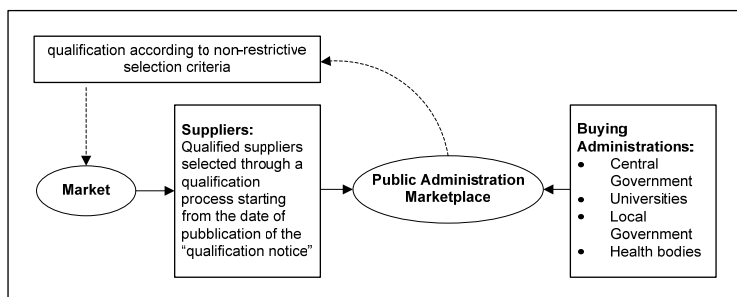 qualification according to non-restrictive
selection criteria
Market
Suppliers:
Qualified suppliers
selected through a
qualification
process starting
from the date of
pubblication of the
“qualification notice”
Public Administration
Marketplace
Buying
Administrations:
• Central
Government
• Universities
• Local
Government
• Health bodies